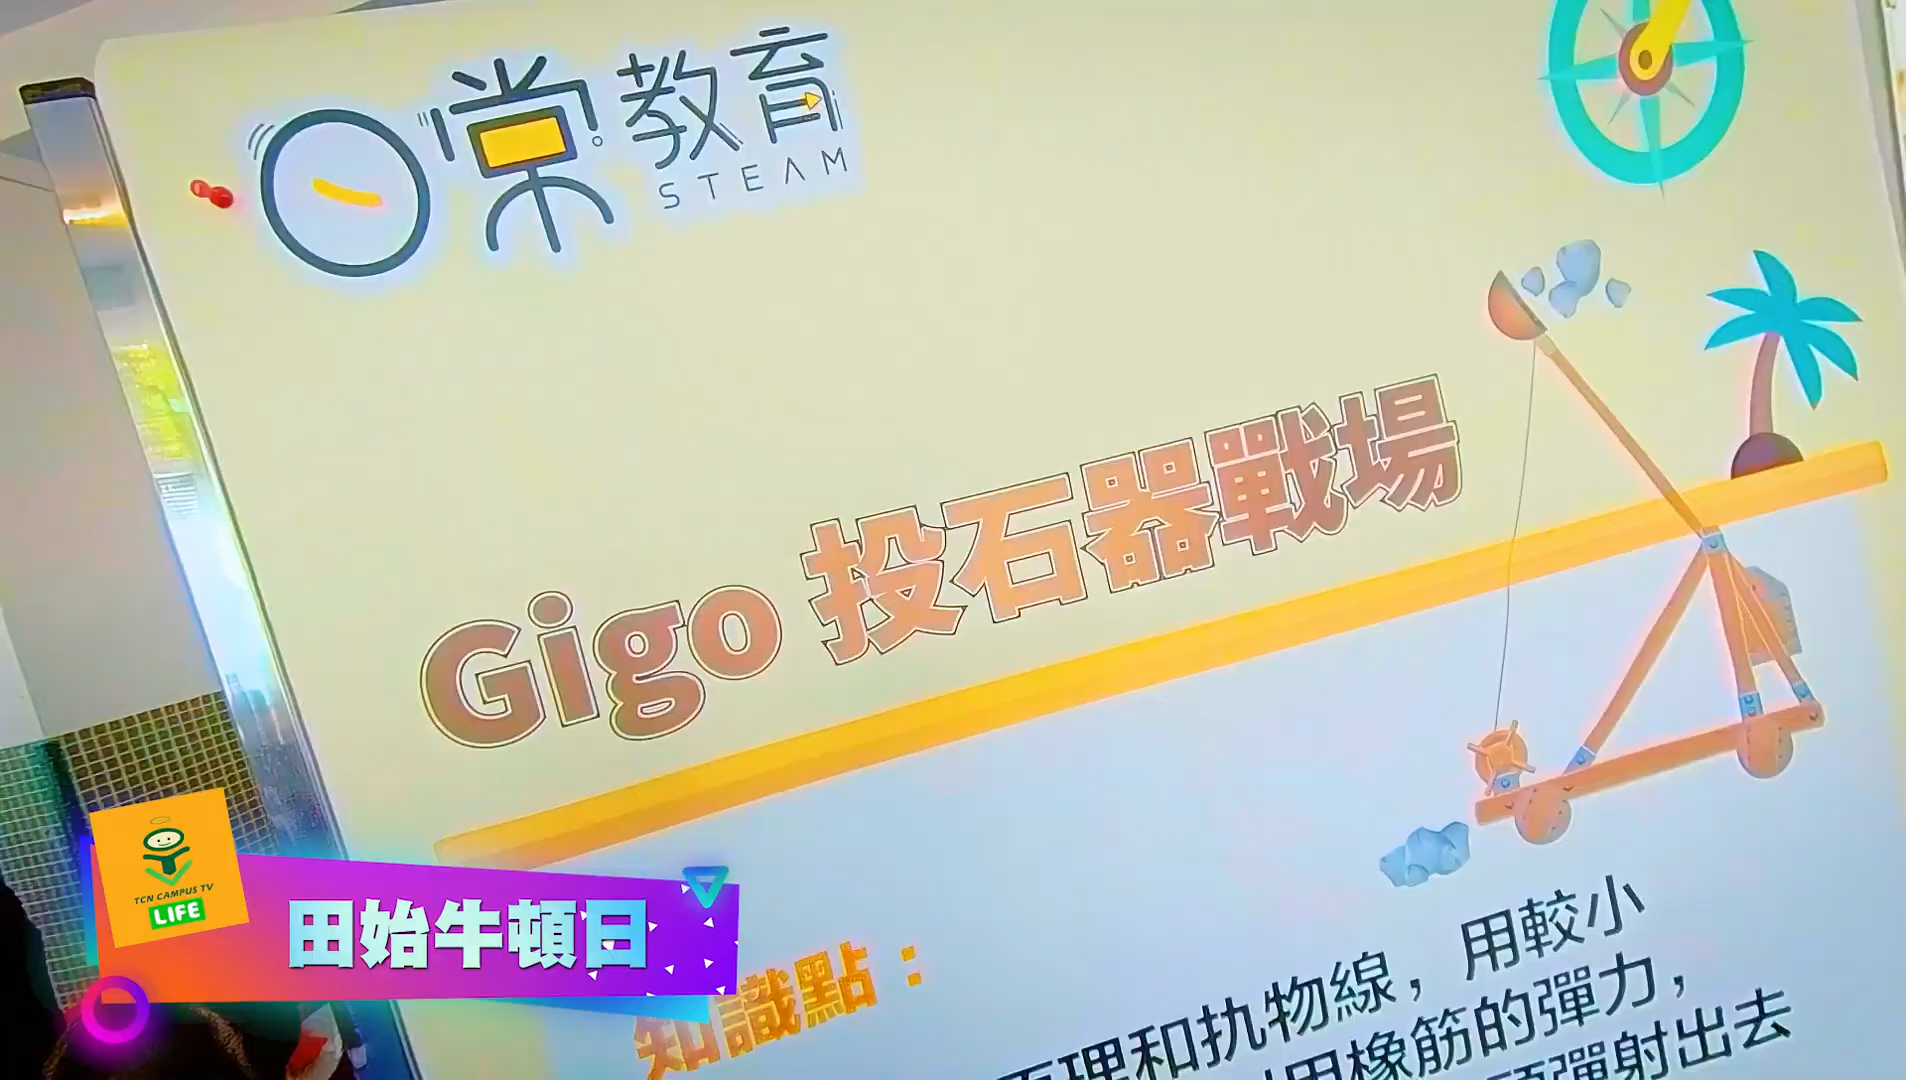 日常教育
STEAM
Gigo 投石器戰場
TCN CAMPUS TV
LIFE
田始牛頓日
知識點：
理和执物線，用較小
用橡筋的彈力，
彈射出去